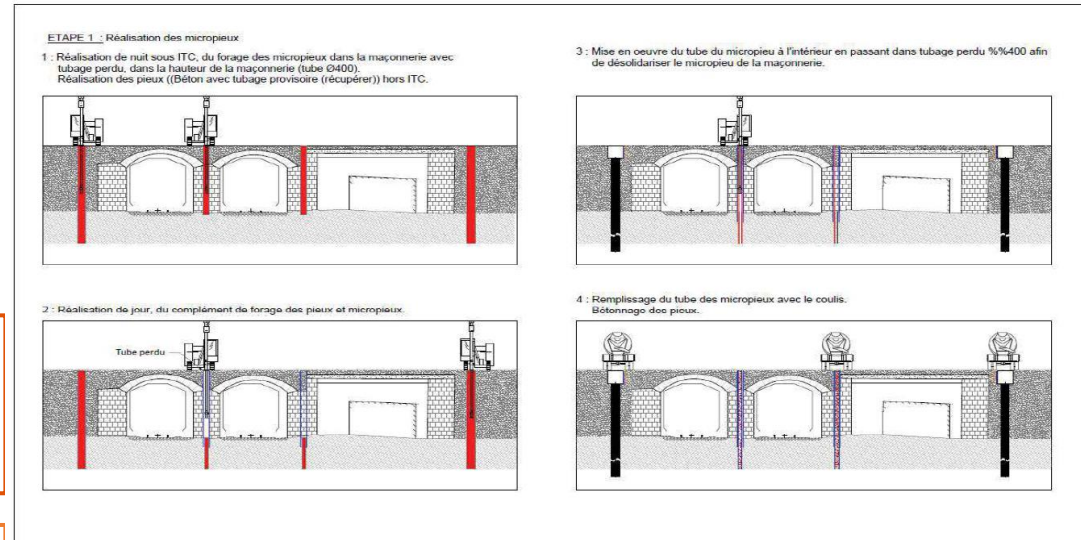 ETAPE 1 : Réalisation des micropieux
1 : Réalisation de nuit sous ITC, du forage des micropieux dans la maçonnerie avec
tubage perdu, dans la hauteur de la maçonnerie (tube Ø400).
Réalisation des pieux ((Béton avec tubage provisoire (récupérer)) hors ITC.
2 : Réalisation de jour, du complément de forage des pieux et micropieux.
Tube perdu
3 : Mise en oeuvre du tube du micropieu à l'intérieur en passant dans tubage perdu %%400 afin
de désolidariser le micropieu de la maçonnerie.
4 : Remplissage du tube des micropieux avec le coulis.
Bétonnage des pieux.